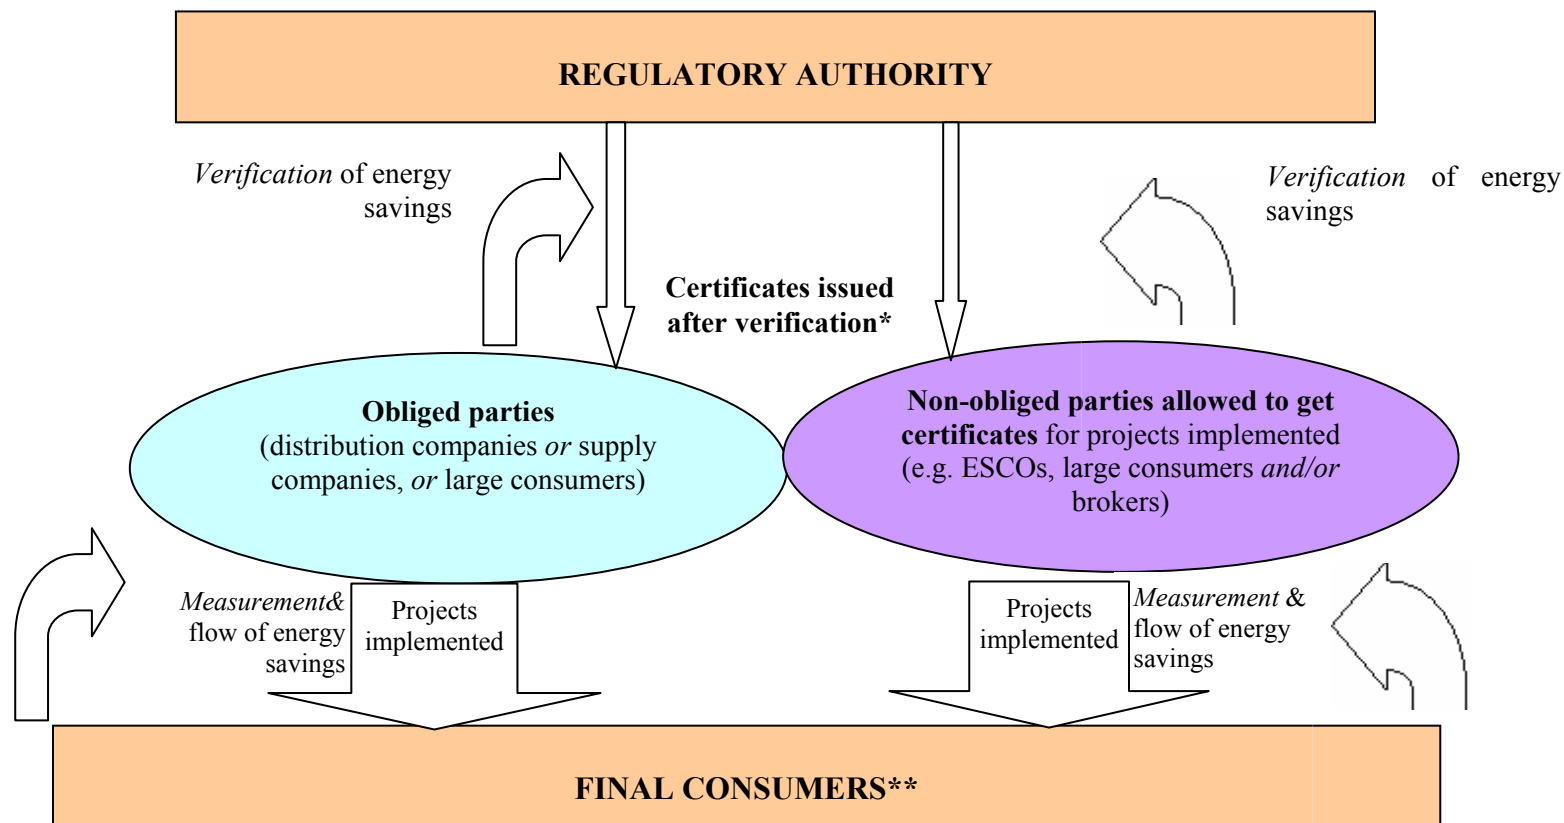 REGULATORY AUTHORITY
Verification of energy
savings
Verification of energy
savings
Certificates issued
after verification*
Obliged parties
(distribution companies or supply
companies, or large consumers)
Non-obliged parties allowed to get
certificates for projects implemented
(e.g. ESCOs, large consumers and/or
brokers)
Measurement&
flow of energy
savings
Projects
implemented
Projects
implemented
Measurement &
flow of energy
savings
FINAL CONSUMERS**